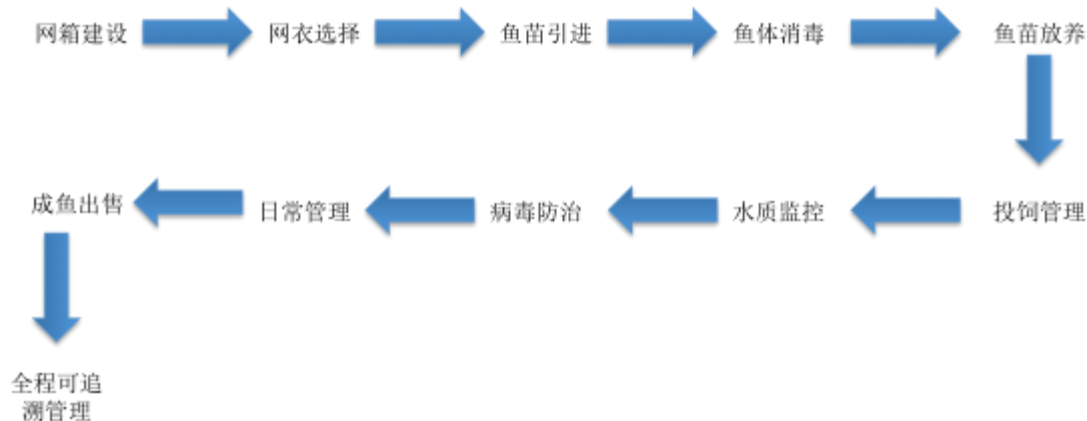 网箱建设
网衣选择
鱼苗引进
鱼体消毒
鱼苗放养
投饲管理
水质监控
病毒防治
日常管理
成鱼出售
全程可追
溯管理